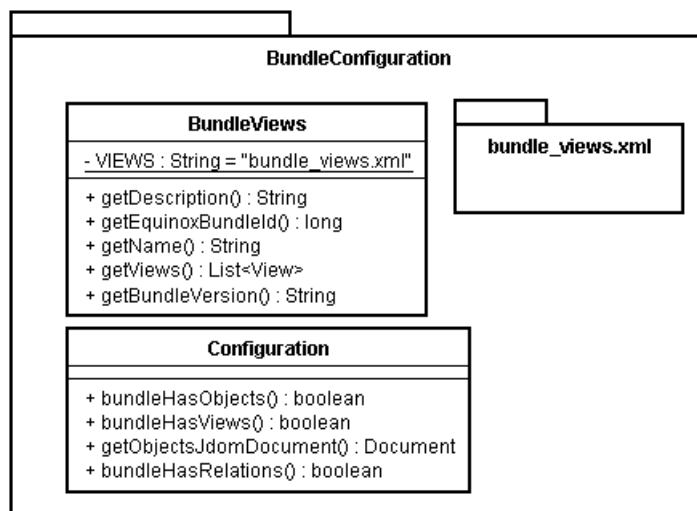 BundleConfiguration
BundleViews
- VIEWS : String = "bundle_views.xml"
+ getDescription() : String
+ getEquinoxBundleId() : long
+ getName() : String
+ getViews() : List<View>
+ getBundleVersion() : String
bundle_views.xml
Configuration
+ bundleHasObjects() : boolean
+ bundleHasViews() : boolean
+ getObjectsJdomDocument() : Document
+ bundleHasRelations() : boolean